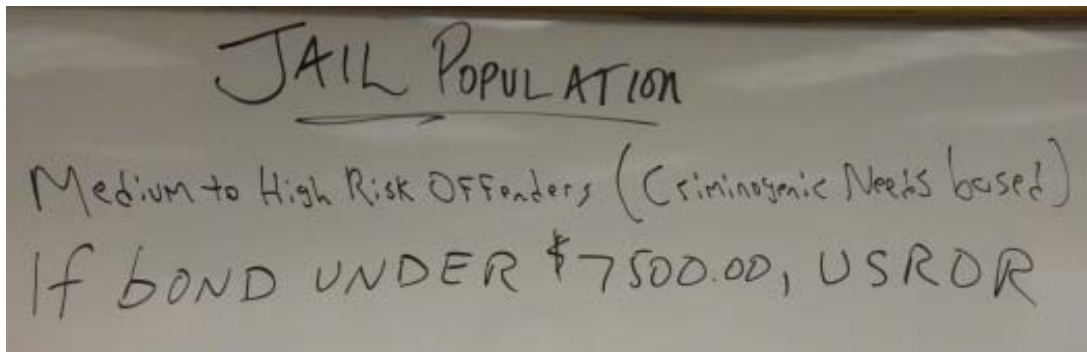 JAIL POPULATION
Medium to High Risk Offenders (Criminogenic Needs based)
If bOND UNDER $7500.00, USROR